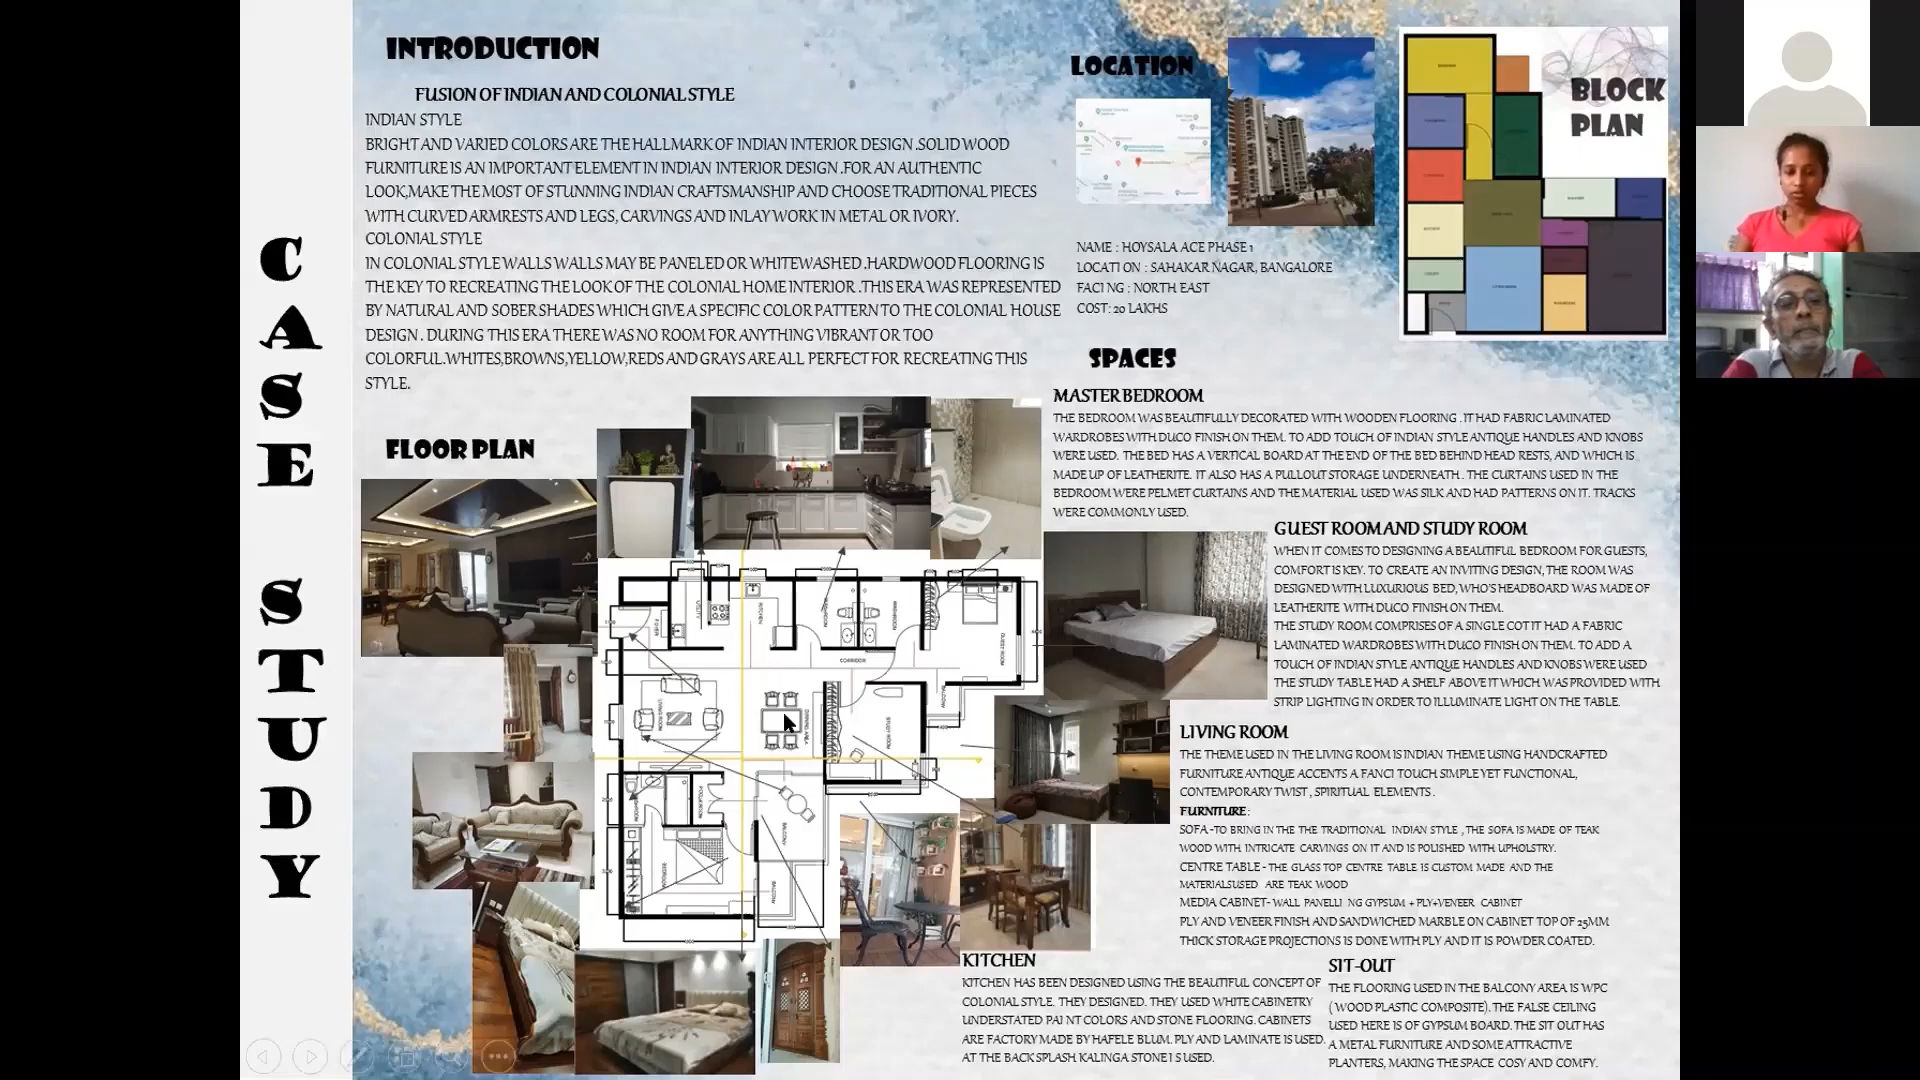 CASE STUDY
INTRODUCTION
FUSION OF INDIAN AND COLONIAL STYLE
INDIAN STYLE
BRIGHT AND VARIED COLORS ARE THE HALLMARK OF INDIAN INTERIOR DESIGN .SOLID WOOD
FURNITURE IS AN IMPORTANT ELEMENT IN INDIAN INTERIOR DESIGN .FOR AN AUTHENTIC
LOOK,MAKE THE MOST OF STUNNING INDIAN CRAFTSMANSHIP AND CHOOSE TRADITIONAL PIECES
WITH CURVED ARMRESTS AND LEGS, CARVINGS AND INLAY WORK IN METAL OR IVORY.
COLONIAL STYLE
IN COLONIAL STYLE WALLS WALLS MAY BE PANELED OR WHITEWASHED .HARDWOOD FLOORING IS
THE KEY TO RECREATING THE LOOK OF THE COLONIAL HOME INTERIOR .THIS ERA WAS REPRESENTED
BY NATURAL AND SOBER SHADES WHICH GIVE A SPECIFIC COLOR PATTERN TO THE COLONIAL HOUSE
DESIGN . DURING THIS ERA THERE WAS NO ROOM FOR ANYTHING VIBRANT OR TOO
COLORFUL.WHITES,BROWNS,YELLOW,REDS AND GRAYS ARE ALL PERFECT FOR RECREATING THIS
STYLE.
FLOOR PLAN
UTILITY
KITCHEN
FOYER
CORRIDOR
GUEST ROOM
BALCONY
LIVING ROOM
DINING AREA
STUDY ROOM
POOJA ROOM
BALCONY
BEDROOM
BALCONY
LOCATION
NAME : HOYSALA ACE PHASE 1
LOCATI ON : SAHAKAR NAGAR, BANGALORE
FACI NG : NORTH EAST
COST: 20 LAKHS
BLOCK
PLAN
SPACES
MASTER BEDROOM
THE BEDROOM WAS BEAUTIFULLY DECORATED WITH WOODEN FLOORING . IT HAD FABRIC LAMINATED
WARDROBES WITH DUCO FINISH ON THEM. TO ADD TOUCH OF INDIAN STYLE ANTIQUE HANDLES AND KNOBS
WERE USED. THE BED HAS A VERTICAL BOARD AT THE END OF THE BED BEHIND HEAD RESTS, AND WHICH IS
MADE UP OF LEATHERITE. IT ALSO HAS A PULLOUT STORAGE UNDERNEATH . THE CURTAINS USED IN THE
BEDROOM WERE PELMET CURTAINS AND THE MATERIAL USED WAS SILK AND HAD PATTERNS ON IT. TRACKS
WERE COMMONLY USED.
GUEST ROOM AND STUDY ROOM
WHEN IT COMES TO DESIGNING A BEAUTIFUL BEDROOM FOR GUESTS,
COMFORT IS KEY. TO CREATE AN INVITING DESIGN, THE ROOM WAS
DESIGNED WITH LUXURIOUS BED, WHO'S HEADBOARD WAS MADE OF
LEATHERITE WITH DUCO FINISH ON THEM.
THE STUDY ROOM COMPRISES OF A SINGLE COT IT HAD A FABRIC
LAMINATED WARDROBES WITH DUCO FINISH ON THEM. TO ADD A
TOUCH OF INDIAN STYLE ANTIQUE HANDLES AND KNOBS WERE USED
THE STUDY TABLE HAD A SHELF ABOVE IT WHICH WAS PROVIDED WITH
STRIP LIGHTING IN ORDER TO ILLUMINATE LIGHT ON THE TABLE.
LIVING ROOM
THE THEME USED IN THE LIVING ROOM IS INDIAN THEME USING HANDCRAFTED
FURNITURE ANTIQUE ACCENTS A FANCI TOUCH SIMPLE YET FUNCTIONAL,
CONTEMPORARY TWIST , SPIRITUAL ELEMENTS .
FURNITURE :
SOFA -TO BRING IN THE THE TRADITIONAL INDIAN STYLE , THE SOFA IS MADE OF TEAK
WOOD WITH INTRICATE CARVINGS ON IT AND IS POLISHED WITH UPHOLSTRY.
CENTRE TABLE - THE GLASS TOP CENTRE TABLE IS CUSTOM MADE AND THE
MATERIALSUSED ARE TEAK WOOD
MEDIA CABINET- WALL PANELLI NG GYPSUM + PLY+VENEER CABINET
PLY AND VENEER FINISH AND SANDWICHED MARBLE ON CABINET TOP OF 25MM
THICK STORAGE PROJECTIONS IS DONE WITH PLY AND IT IS POWDER COATED.
KITCHEN
KITCHEN HAS BEEN DESIGNED USING THE BEAUTIFUL CONCEPT OF
COLONIAL STYLE. THEY DESIGNED. THEY USED WHITE CABINETRY
UNDERSTATED PAI NT COLORS AND STONE FLOORING. CABINETS
ARE FACTORY MADE BY HAFELE BLUM. PLY AND LAMINATE IS USED.
AT THE BACK SPLASH KALINGA STONE I S USED.
SIT-OUT
THE FLOORING USED IN THE BALCONY AREA IS WPC
( WOOD PLASTIC COMPOSITE). THE FALSE CEILING
USED HERE IS OF GYPSUM BOARD. THE SIT OUT HAS
A METAL FURNITURE AND SOME ATTRACTIVE
PLANTERS, MAKING THE SPACE COSY AND COMFY.